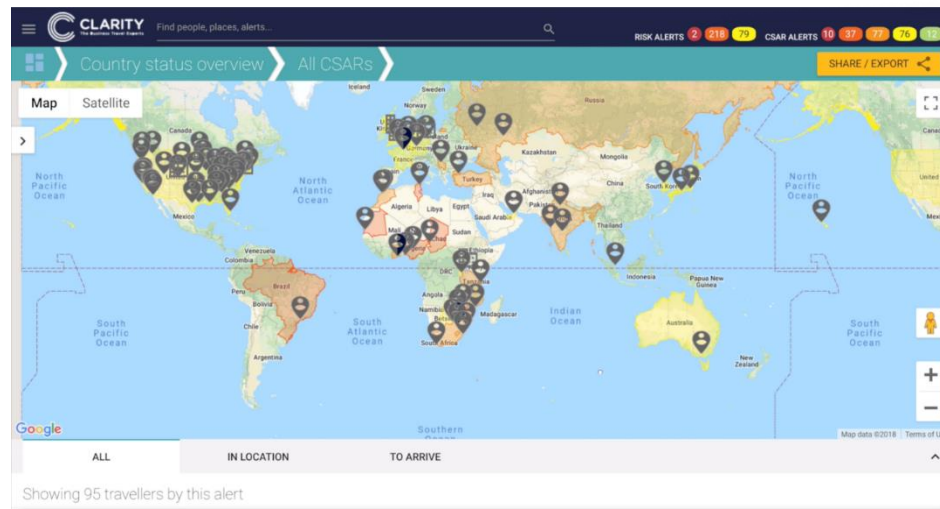 CLARITY
The Business Travel Experts
Find people, places, alerts...
RISK ALERTS 2 218 79 CSAR ALERTS 10 37 77 76 12
Country status overview All CSARs
SHARE / EXPORT
Map Satellite
Iceland
Sweden
Norway
Russia
Canada
Ukraine
France
Kazakhstan
Mongolia
North Pacific Ocean
North Atlantic Ocean
Turkey
China
South Korea
North Pacific Ocean
United
Iraq
Algeria
Libya
Egypt
Saudi Arabia
Mexico
Mali
Sudan
Thailand
Venezuela
Colombia
Ethiopia
DRC
Indonesia
Papua New Guinea
Peru
Brazil
Tanzania
Angola
Bolivia
Namibia
Madagascar
Indian Ocean
Australia
Chile
South Pacific Ocean
South Atlantic Ocean
South Africa
South Pacific Ocean
Argentina
New Zealand
Southern
Google
Map data ©2018 Terms of U
ALL IN LOCATION TO ARRIVE
Showing 95 travellers by this alert